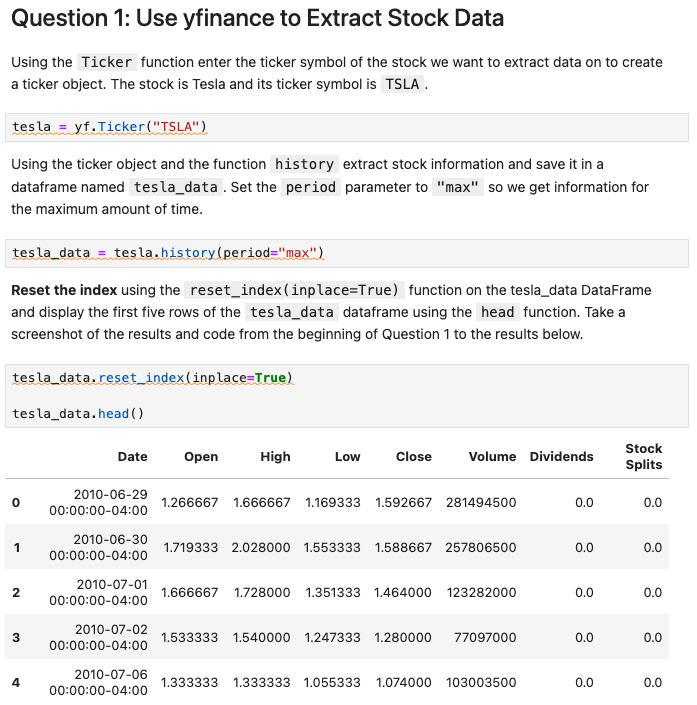 Question 1: Use yfinance to Extract Stock Data
Using the Ticker function enter the ticker symbol of the stock we want to extract data on to create
a ticker object. The stock is Tesla and its ticker symbol is TSLA .
tesla = yf.Ticker("TSLA")
Using the ticker object and the function history extract stock information and save it in a
dataframe named tesla_data . Set the period parameter to "max" so we get information for
the maximum amount of time.
tesla_data = tesla.history(period="max")
Reset the index using the reset_index(inplace=True) function on the tesla_data DataFrame
and display the first five rows of the tesla_data dataframe using the head function. Take a
screenshot of the results and code from the beginning of Question 1 to the results below.
tesla_data.reset_index(inplace=True)
tesla_data.head()
Date Open High Low Close Volume Dividends Stock Splits
0 2010-06-29 00:00:00-04:00 1.266667 1.666667 1.169333 1.592667 281494500 0.0 0.0
1 2010-06-30 00:00:00-04:00 1.719333 2.028000 1.553333 1.588667 257806500 0.0 0.0
2 2010-07-01 00:00:00-04:00 1.666667 1.728000 1.351333 1.464000 123282000 0.0 0.0
3 2010-07-02 00:00:00-04:00 1.533333 1.540000 1.247333 1.280000 77097000 0.0 0.0
4 2010-07-06 00:00:00-04:00 1.333333 1.333333 1.055333 1.074000 103003500 0.0 0.0